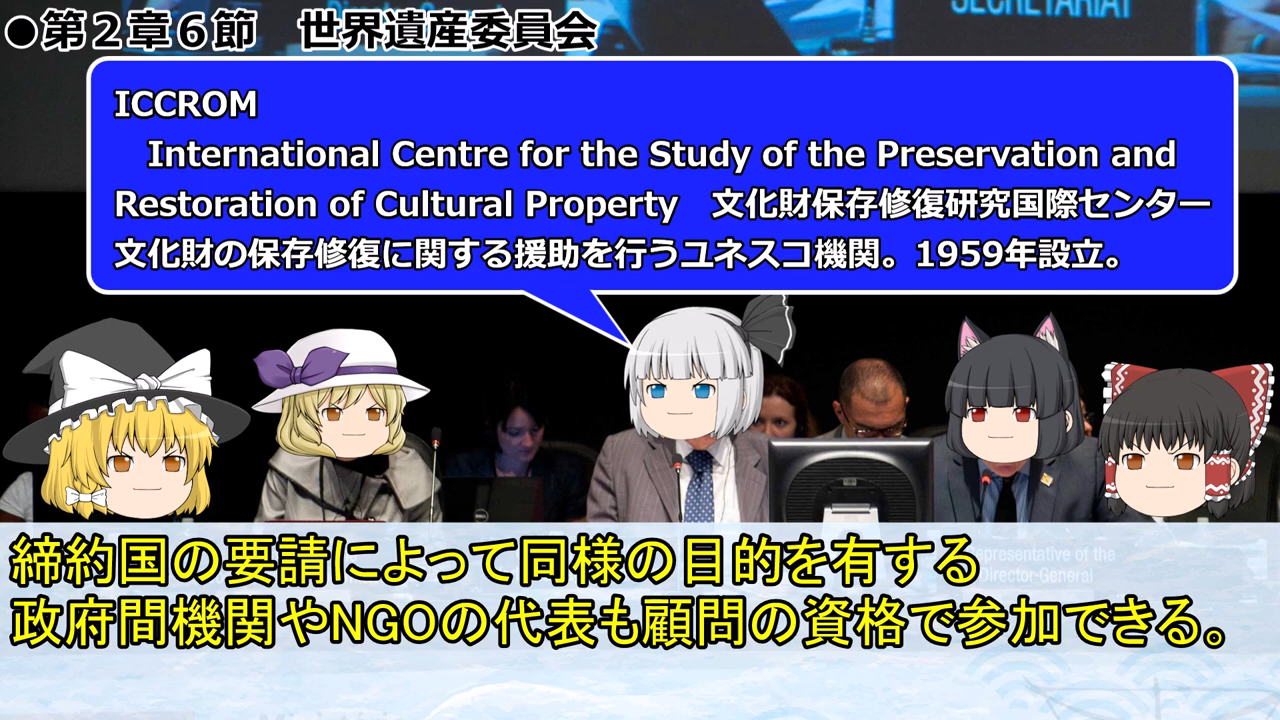 SECRETARIAT
●第２章６節　世界遺産委員会
ICCROM
International Centre for the Study of the Preservation and
Restoration of Cultural Property　文化財保存修復研究国際センター
文化財の保存修復に関する援助を行うユネスコ機関。1959年設立。
締約国の要請によって同様の目的を有する
政府間機関やNGOの代表も顧問の資格で参加できる。
Representative of the
Director-General